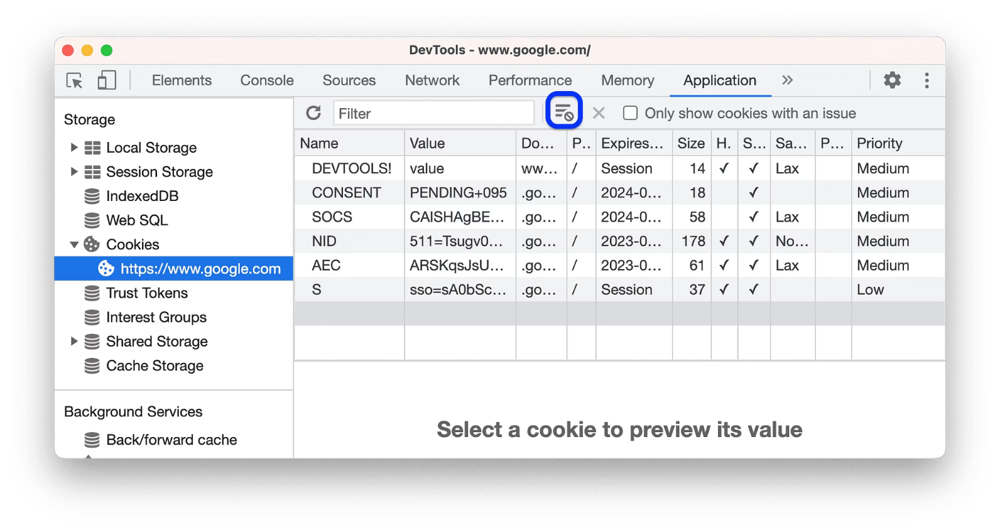 DevTools - www.google.com/
Elements Console Sources Network Performance Memory Application
Storage
Local Storage
Session Storage
IndexedDB
Web SQL
Cookies
https://www.google.com
Trust Tokens
Interest Groups
Shared Storage
Cache Storage
Background Services
Back/forward cache
Filter Only show cookies with an issue
Name Value Do... P.. Expires... Size H. S... Sa... P... Priority
DEVTOOLS! value ww... / Session 14 ✓ ✓ Lax Medium
CONSENT PENDING+095 .go... / 2024-0... 18 ✓ Medium
SOCS CAISHAgBE... .go... / 2024-0... 58 ✓ Lax Medium
NID 511=Tsugv0... .go... / 2023-0... 178 ✓ ✓ No... Medium
AEC ARSKqsJsU... .go... / 2023-0... 61 ✓ ✓ Lax Medium
S sso=sA0bSc... .go... / Session 37 ✓ ✓ Low
Select a cookie to preview its value